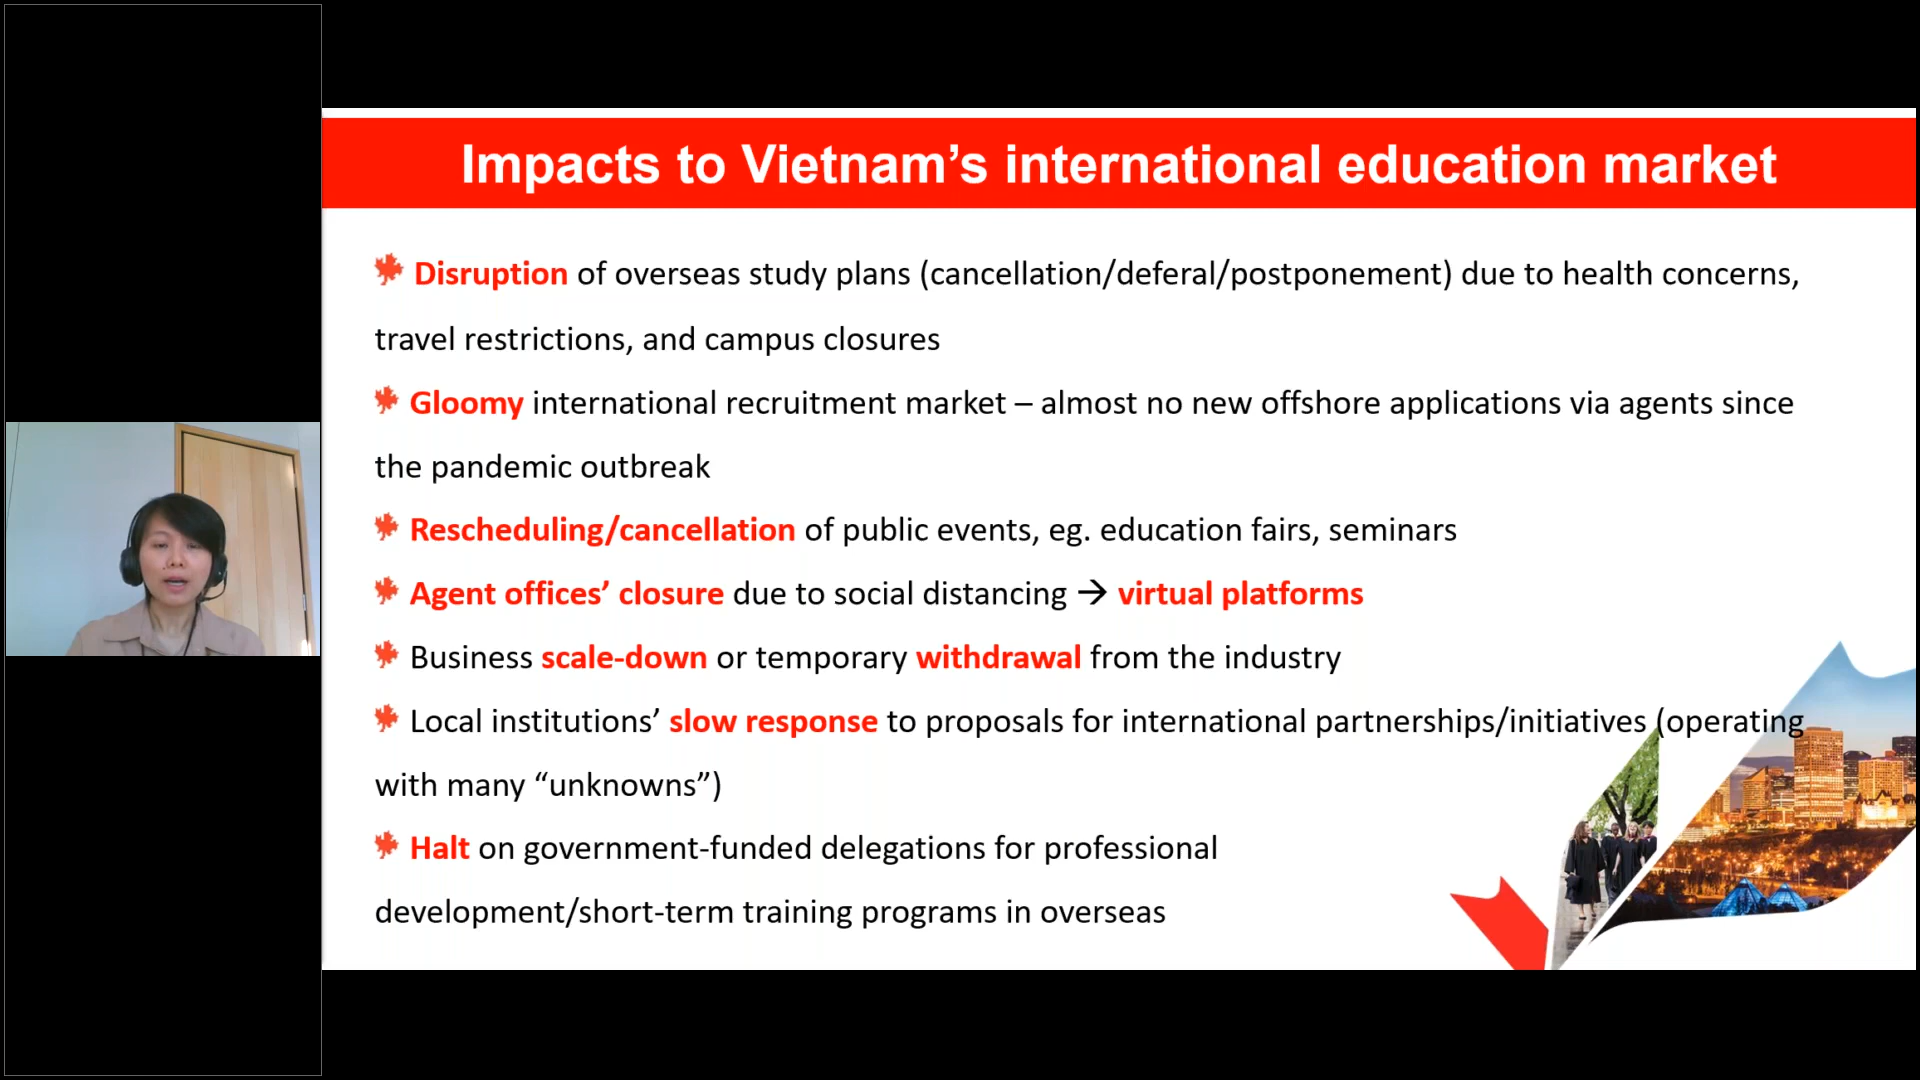 Impacts to Vietnam’s international education market
Disruption of overseas study plans (cancellation/deferal/postponement) due to health concerns,
travel restrictions, and campus closures
Gloomy international recruitment market – almost no new offshore applications via agents since
the pandemic outbreak
Rescheduling/cancellation of public events, eg. education fairs, seminars
Agent offices’ closure due to social distancing → virtual platforms
Business scale-down or temporary withdrawal from the industry
Local institutions’ slow response to proposals for international partnerships/initiatives (operating
with many “unknowns”)
Halt on government-funded delegations for professional
development/short-term training programs in overseas